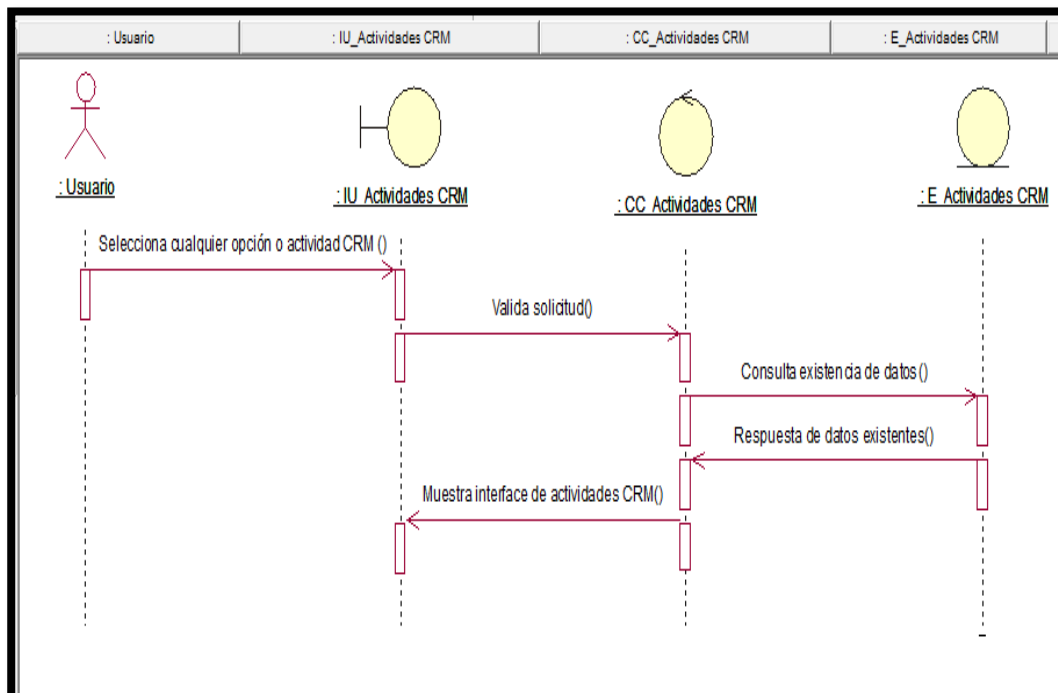 : Usuario
: IU_Actividades CRM
: CC_Actividades CRM
: E_Actividades CRM
: Usuario
: IU_Actividades CRM
: CC_Actividades CRM
: E_Actividades CRM
Selecciona cualquier opción o actividad CRM ()
Valida solicitud()
Consulta existencia de datos()
Respuesta de datos existentes()
Muestra interface de actividades CRM()